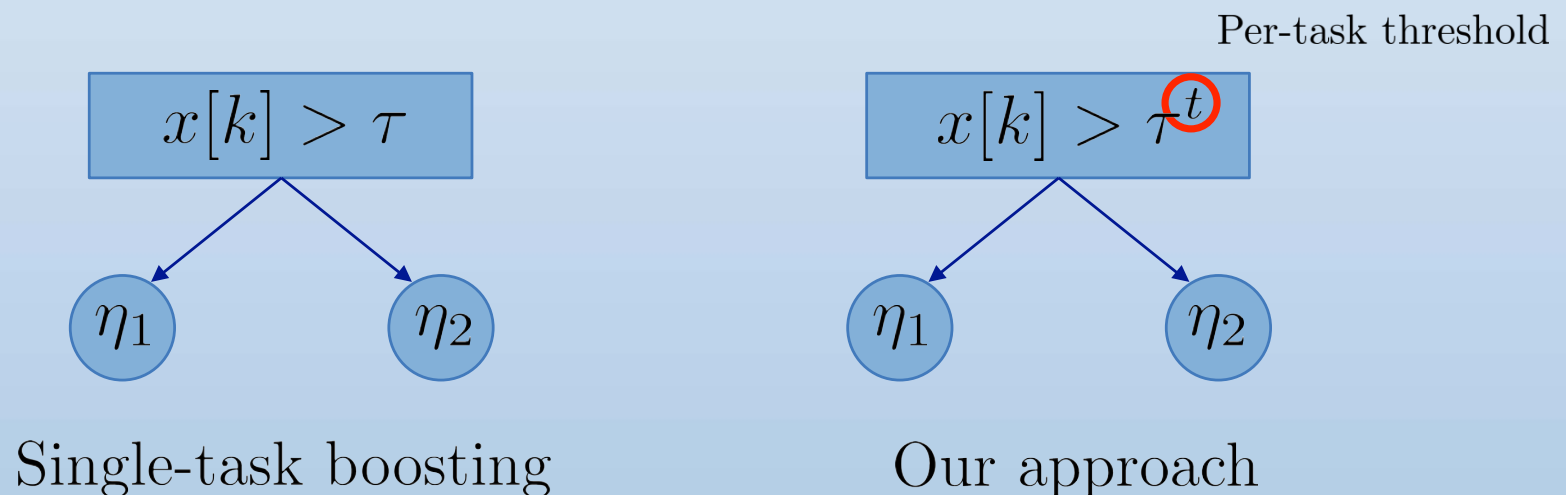 Per-task threshold
x[k] > τ
x[k] > τ^t
η₁
η₂
η₁
η₂
Single-task boosting
Our approach